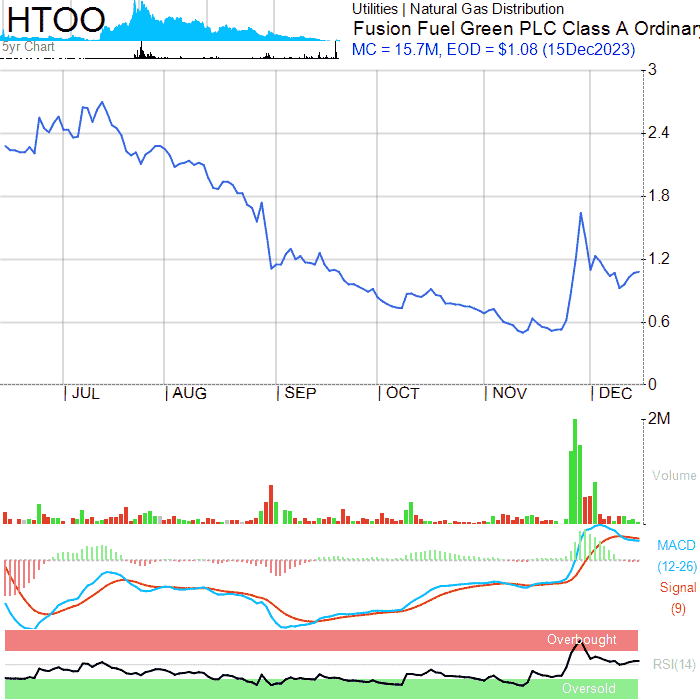 HTOO
5yr Chart
Utilities | Natural Gas Distribution
Fusion Fuel Green PLC Class A Ordinary
MC = 15.7M, EOD = $1.08 (15Dec2023)
3
2.4
1.8
1.2
0.6
0
| JUL | AUG | SEP | OCT | NOV | DEC
2M
Volume
MACD
(12-26)
Signal
(9)
Overbought
RSI(14)
Oversold